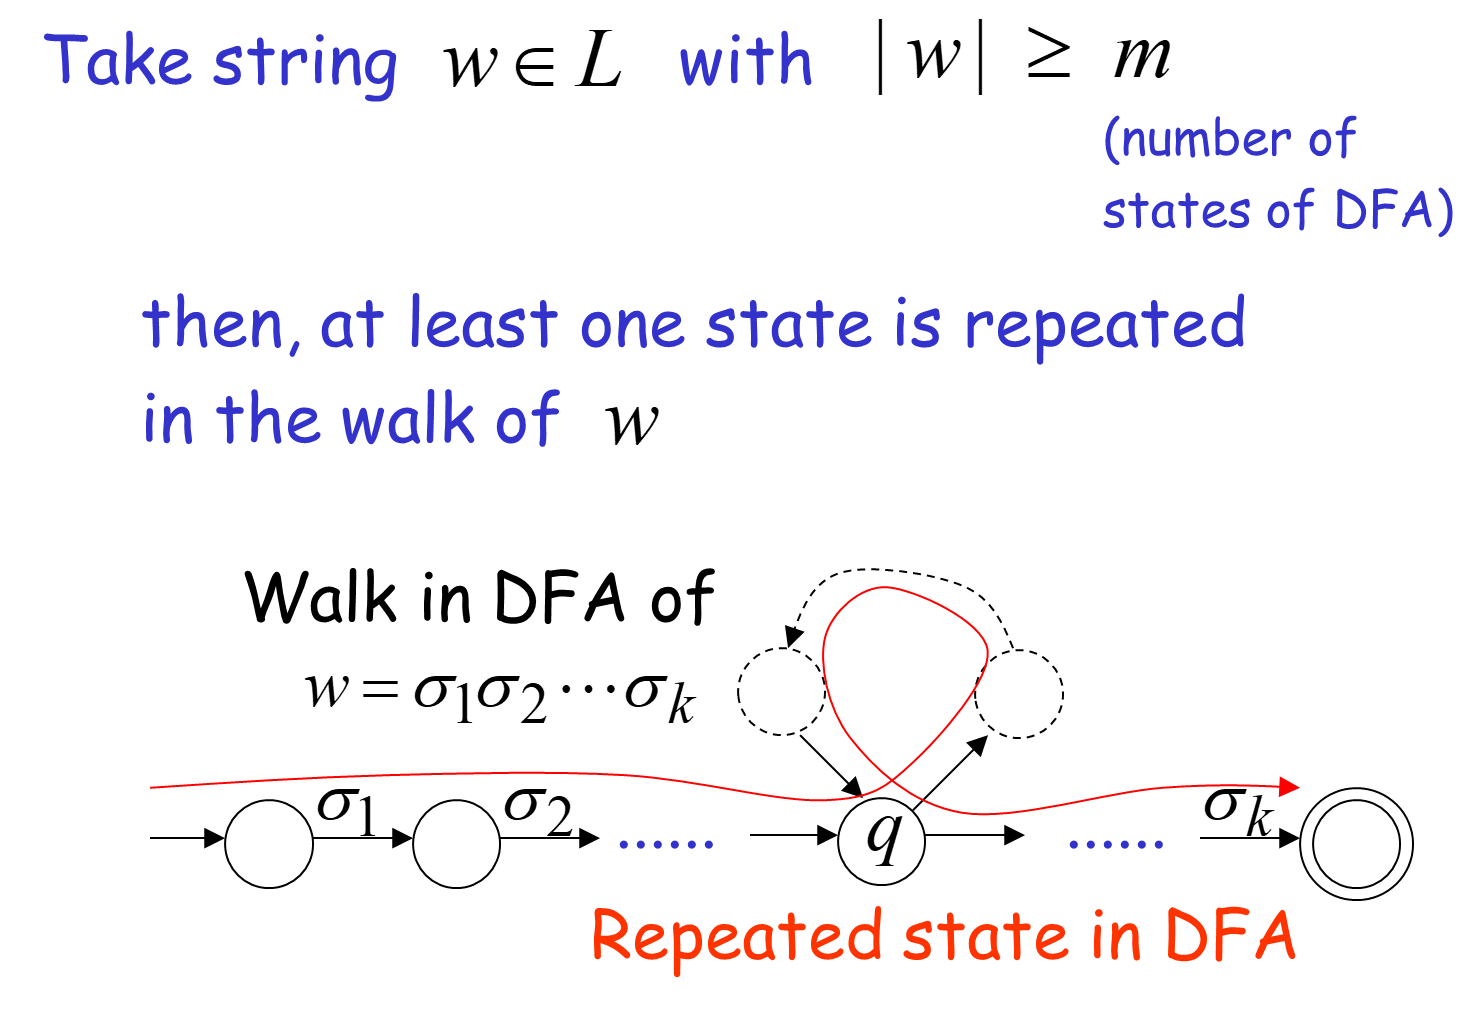 Take string w ∈ L with | w | ≥ m
(number of
states of DFA)
then, at least one state is repeated
in the walk of w
Walk in DFA of
w = σ₁σ₂⋯σₖ
σ₁ σ₂ ...... q ...... σₖ
Repeated state in DFA